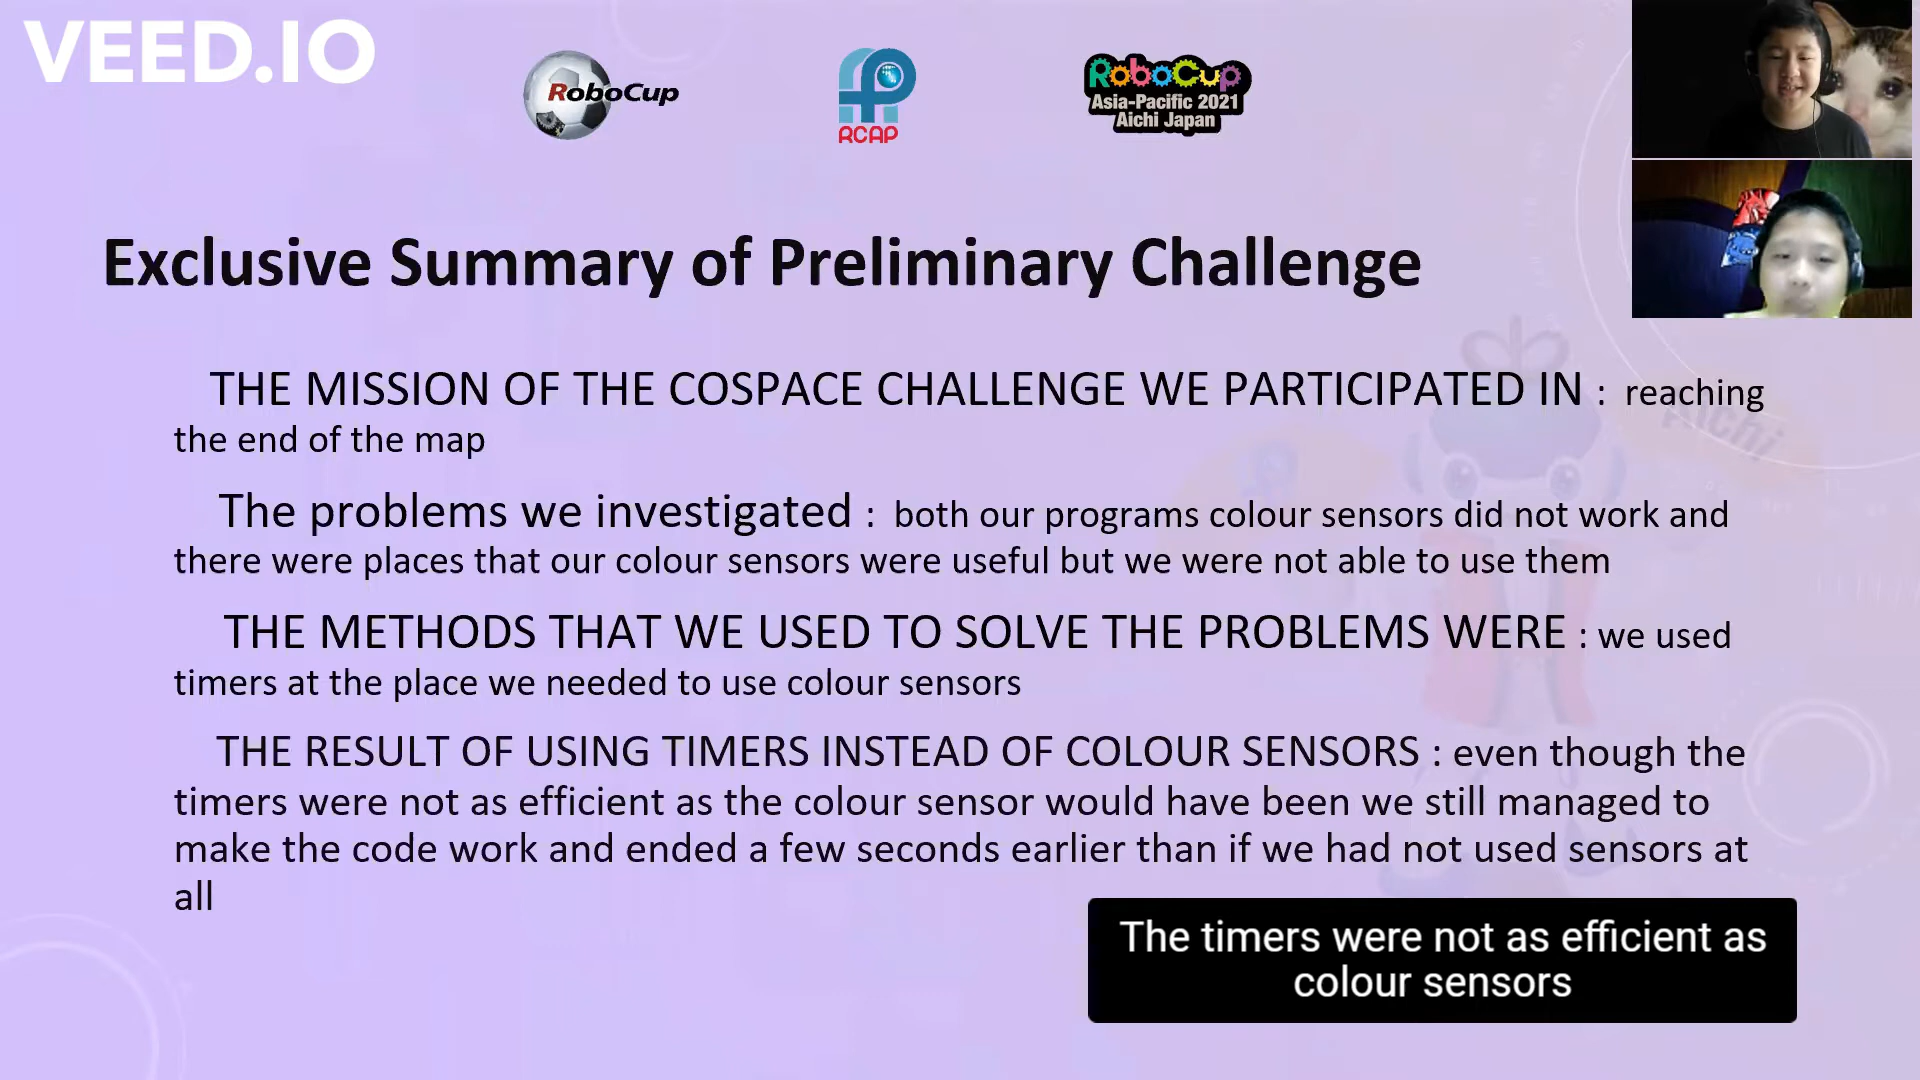 VEED.IO
RoboCup
RCAP
RoboCup
Asia-Pacific 2021
Aichi Japan
Exclusive Summary of Preliminary Challenge
THE MISSION OF THE COSPACE CHALLENGE WE PARTICIPATED IN : reaching
the end of the map
The problems we investigated : both our programs colour sensors did not work and
there were places that our colour sensors were useful but we were not able to use them
THE METHODS THAT WE USED TO SOLVE THE PROBLEMS WERE : we used
timers at the place we needed to use colour sensors
THE RESULT OF USING TIMERS INSTEAD OF COLOUR SENSORS : even though the
timers were not as efficient as the colour sensor would have been we still managed to
make the code work and ended a few seconds earlier than if we had not used sensors at
all
The timers were not as efficient as
colour sensors